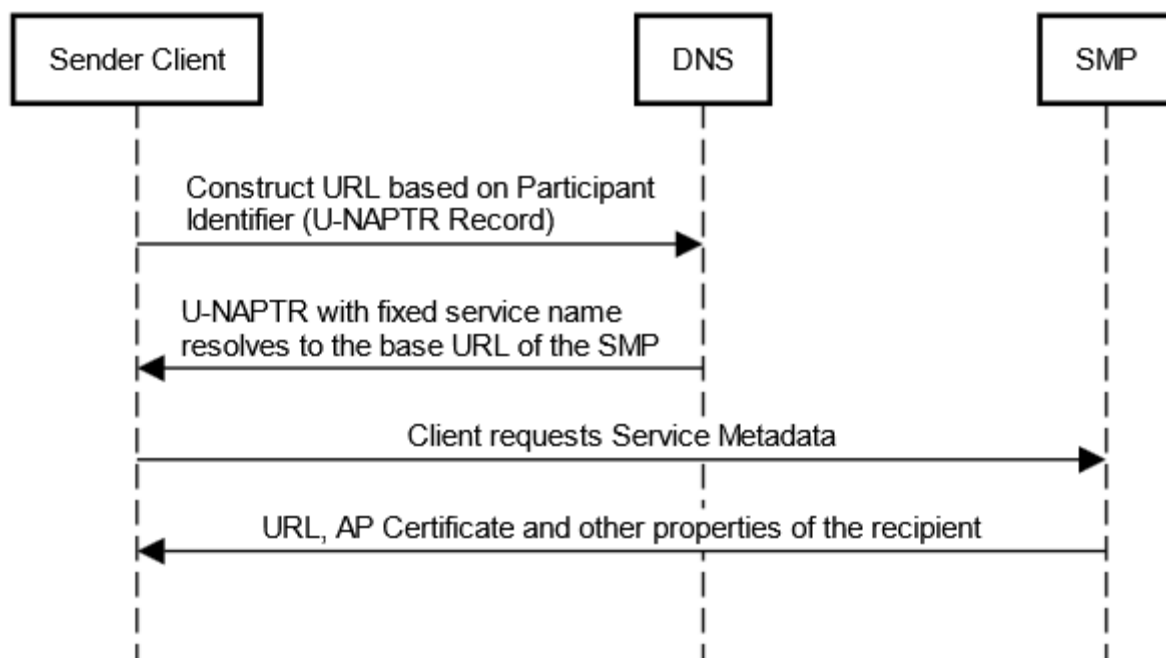 Sender Client
DNS
SMP
Construct URL based on Participant
Identifier (U-NAPTR Record)
U-NAPTR with fixed service name
resolves to the base URL of the SMP
Client requests Service Metadata
URL, AP Certificate and other properties of the recipient